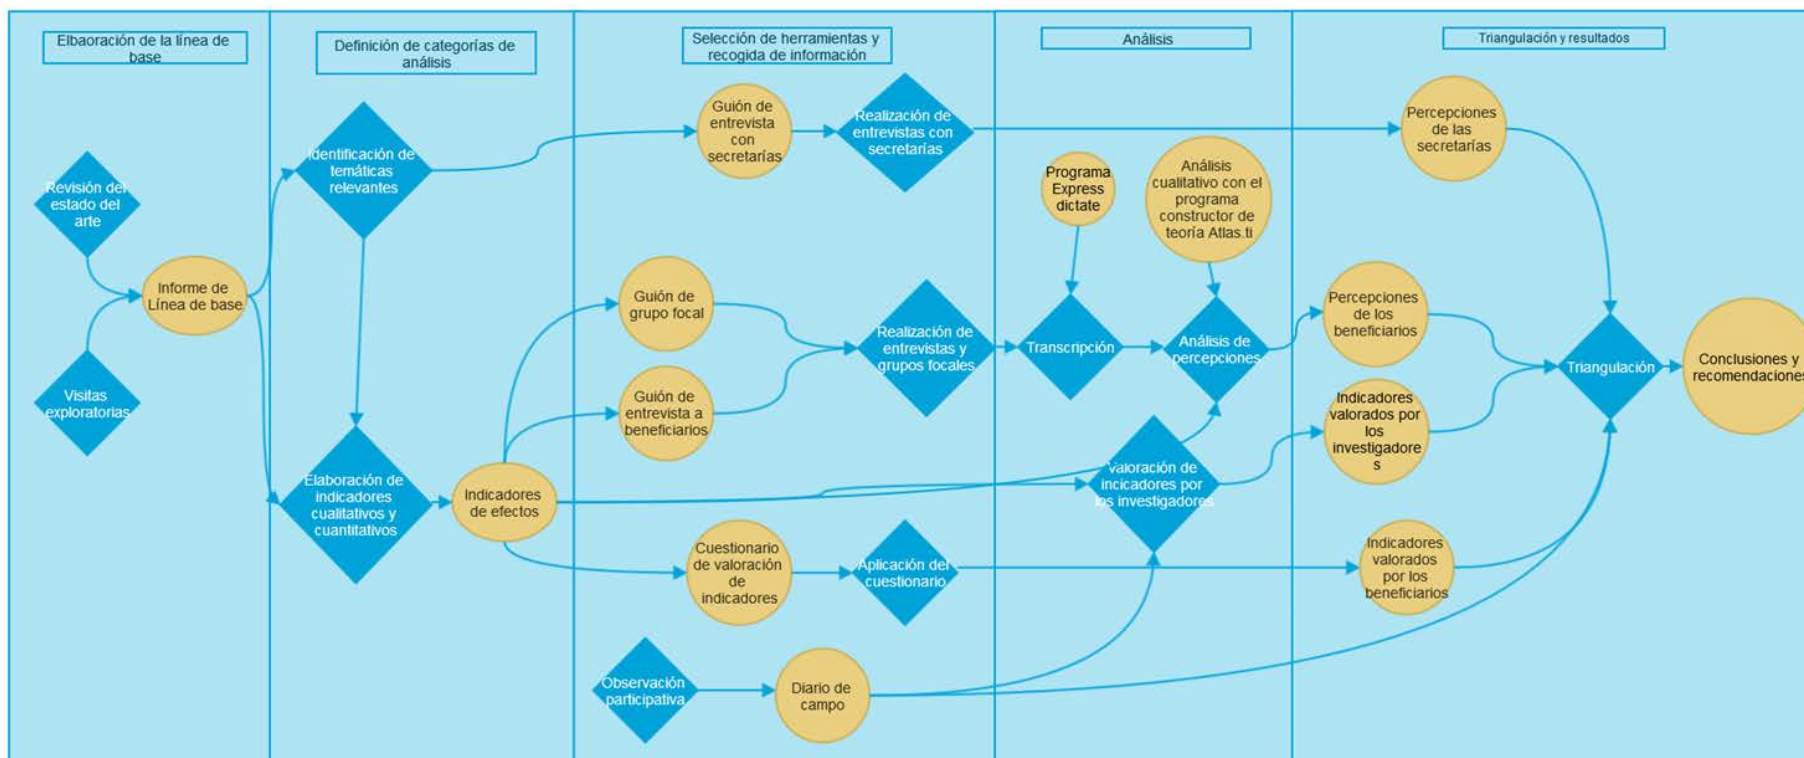 Elbaoración de la línea de
base
Definición de categorías de
análisis
Selección de herramientas y
recogida de información
Análisis
Triangulación y resultados
Revisión del
estado del
arte
Visitas
exploratorias
Informe de
Línea de base
Identificación de
temáticas
relevantes
Elaboración de
indicadores
cualitativos y
cuantitativos
Indicadores
de efectos
Guión de
entrevista
con
secretarías
Realización de
entrevistas con
secretarías
Guión de
grupo focal
Guión de
entrevista a
beneficiarios
Realización de
entrevistas y
grupos focales
Cuestionario
de valoración
de
indicadores
Aplicación del
cuestionario
Observación
participativa
Diario de
campo
Programa
Express
dictate
Análisis
cualitativo con el
programa
constructor de
teoría Atlas.ti
Transcripción
Análisis de
percepciones
Valoración de
incicadores por
los investigadores
Percepciones
de las
secretarías
Percepciones
de los
beneficiarios
Indicadores
valorados por
los
investigadore
s
Indicadores
valorados
por los
beneficiarios
Triangulación
Conclusiones y
recomendaciones